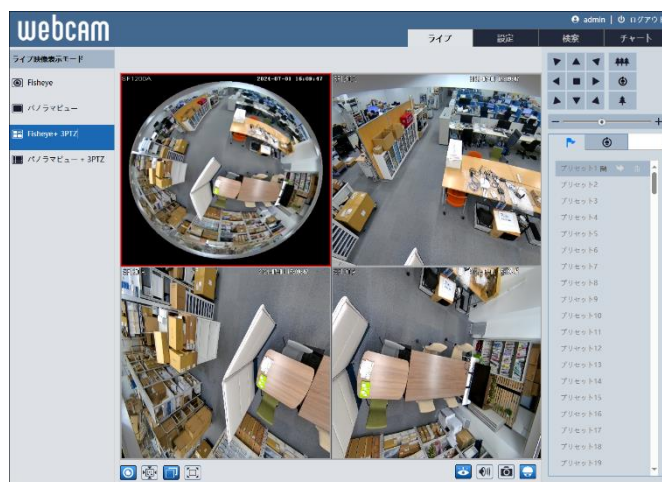 webcam
admin | ログアウト
ライブ 設定 検索 チャート
ライブ映像表示モード
Fisheye
パノラマビュー
Fisheye+ 3PTZ
パノラマビュー + 3PTZ
プリセット1
プリセット2
プリセット3
プリセット4
プリセット5
プリセット6
プリセット7
プリセット8
プリセット9
プリセット10
プリセット11
プリセット12
プリセット13
プリセット14
プリセット15
プリセット16
プリセット17
プリセット18
プリセット19